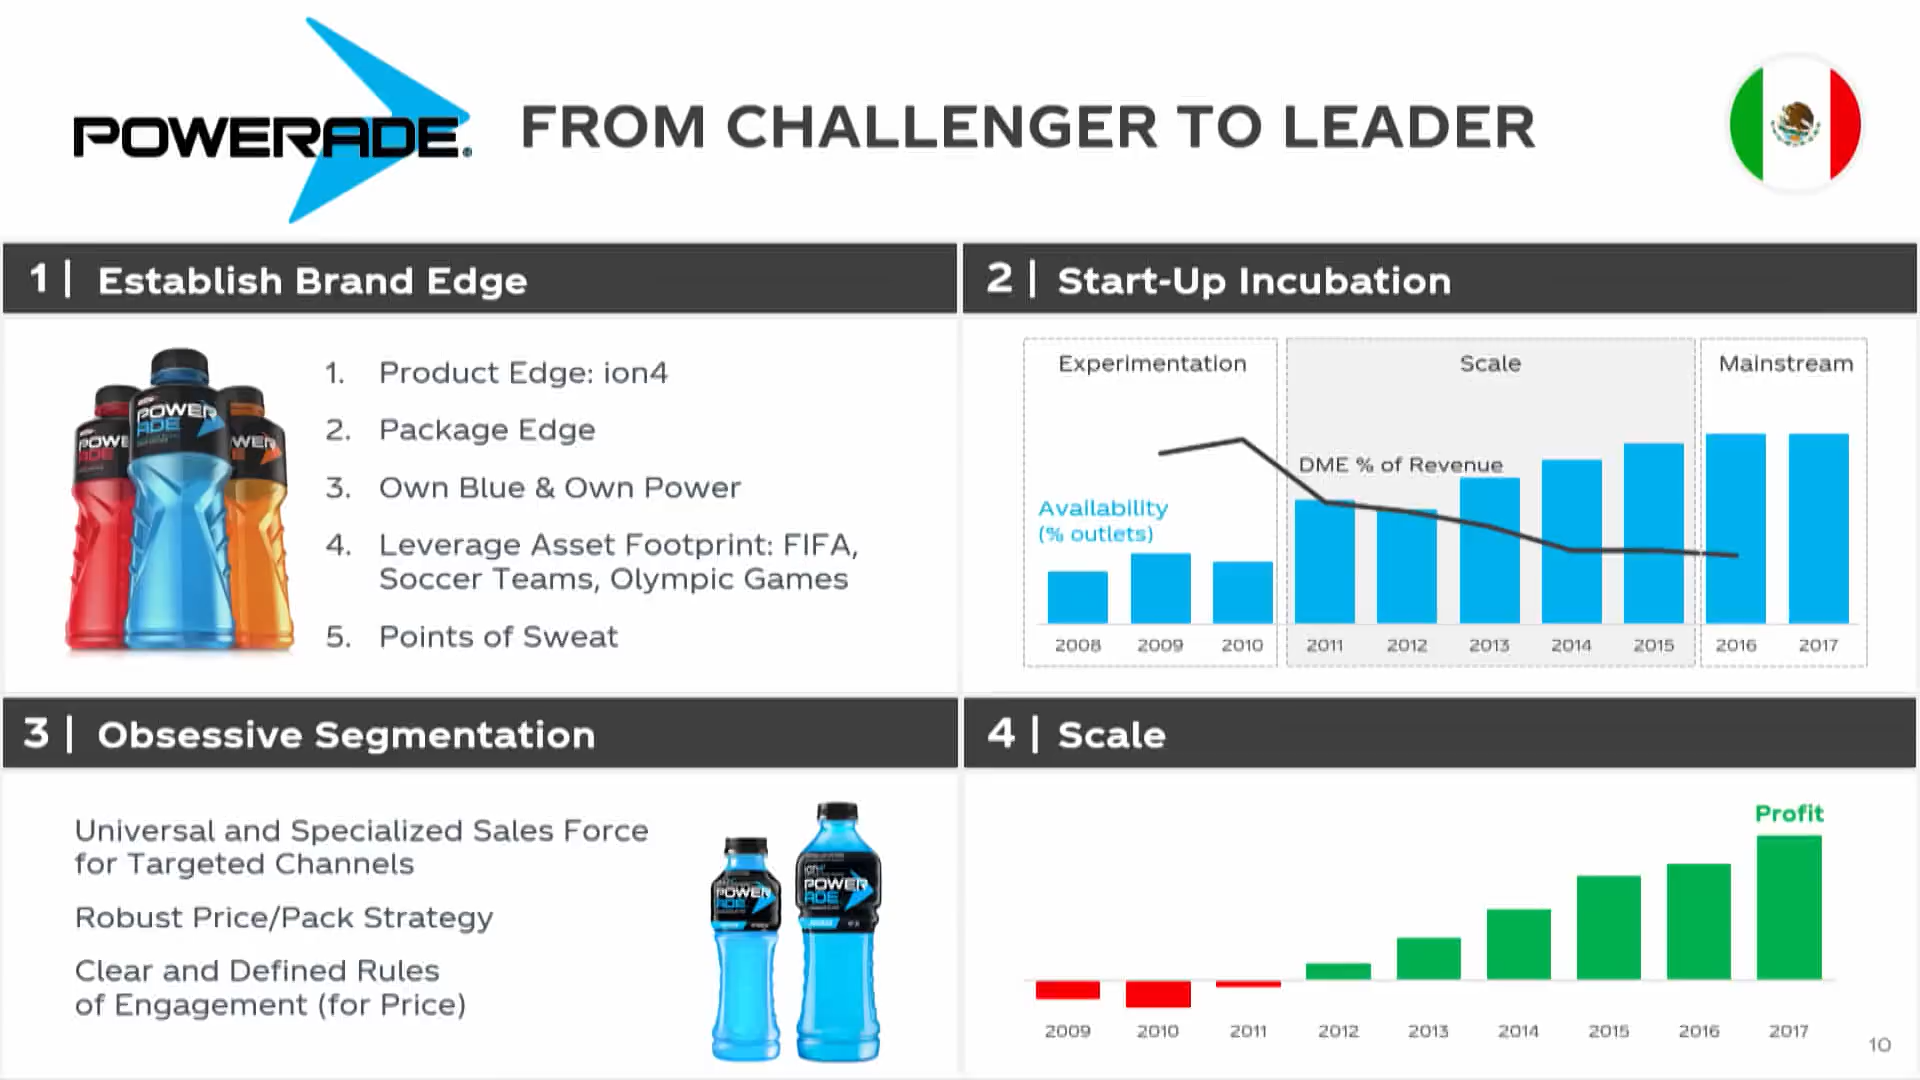 POWERADE
FROM CHALLENGER TO LEADER
1 | Establish Brand Edge
POWERADE
1. Product Edge: ion4
2. Package Edge
3. Own Blue & Own Power
4. Leverage Asset Footprint: FIFA,
Soccer Teams, Olympic Games
5. Points of Sweat
2 | Start-Up Incubation
Experimentation
Scale
Mainstream
DME % of Revenue
Availability
(% outlets)
2008 2009 2010 2011 2012 2013 2014 2015 2016 2017
3 | Obsessive Segmentation
Universal and Specialized Sales Force
for Targeted Channels
Robust Price/Pack Strategy
Clear and Defined Rules
of Engagement (for Price)
POWERADE
POWERADE
4 | Scale
Profit
2009 2010 2011 2012 2013 2014 2015 2016 2017
10